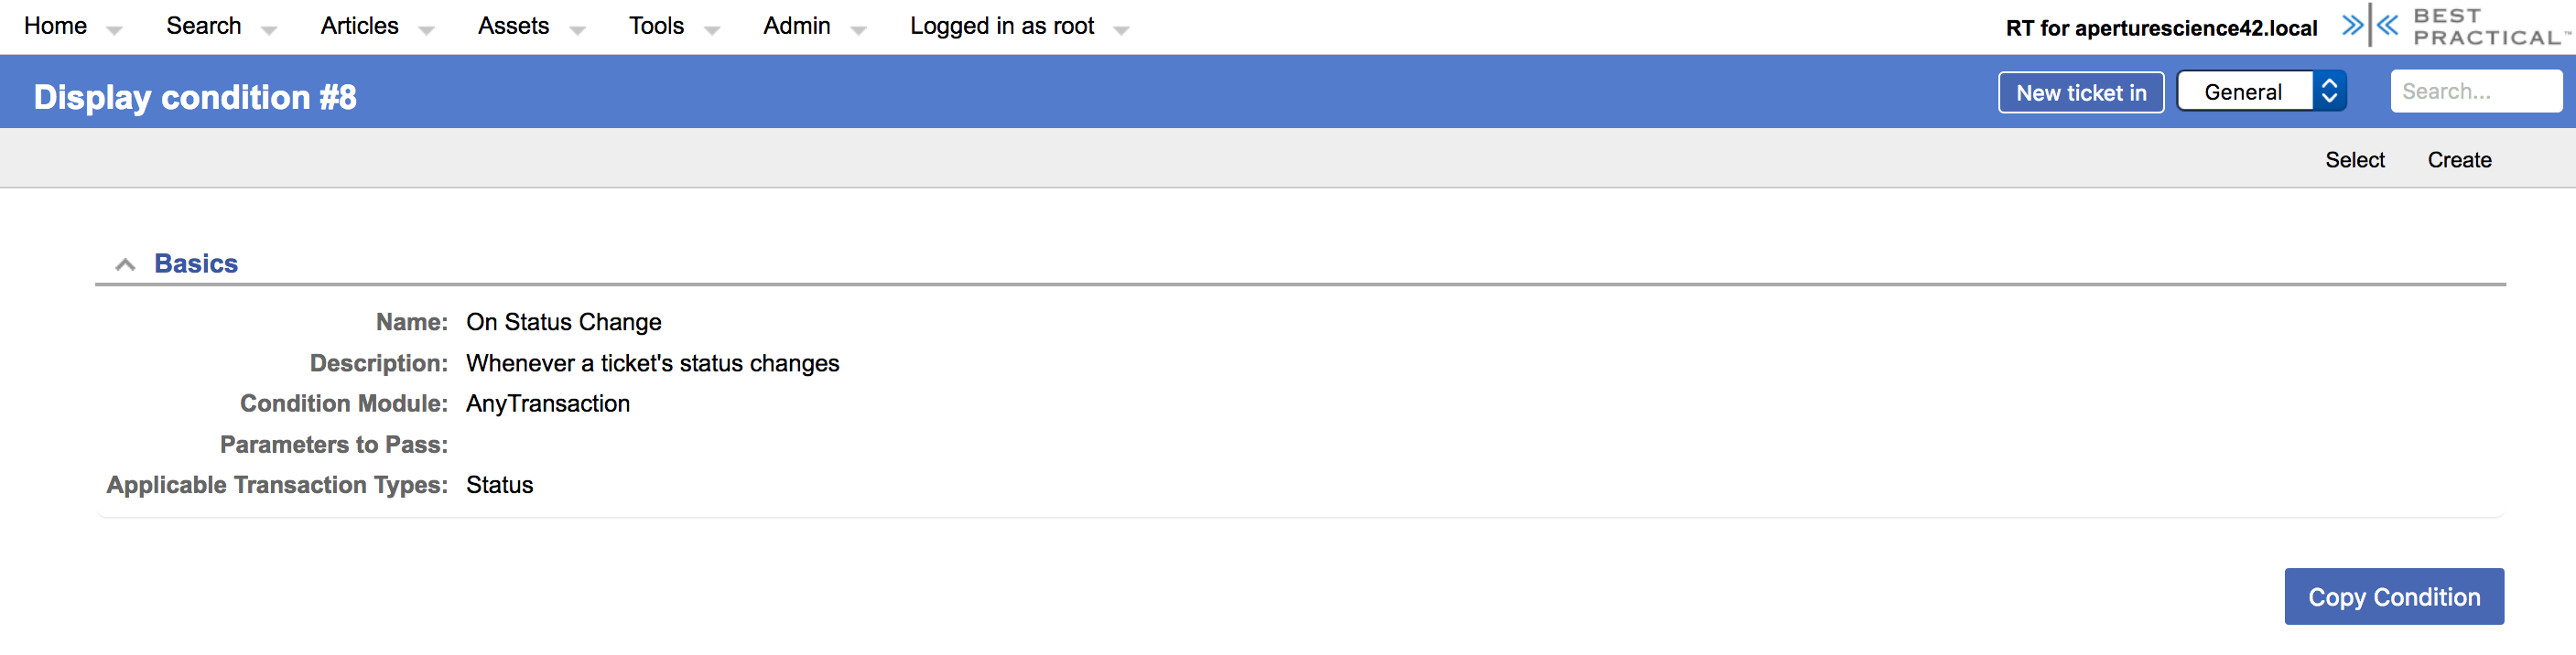 Home Search Articles Assets Tools Admin Logged in as root RT for aperturescience42.local BEST PRACTICAL™
Display condition #8 New ticket in General Search...
Select Create
Basics
Name: On Status Change
Description: Whenever a ticket's status changes
Condition Module: AnyTransaction
Parameters to Pass:
Applicable Transaction Types: Status
Copy Condition